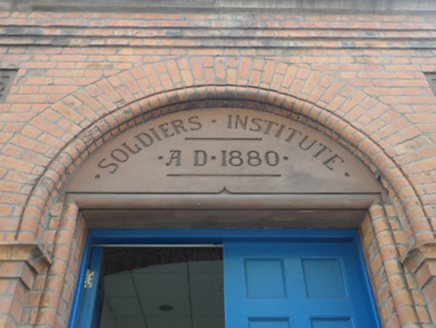 · SOLDIERS · INSTITUTE ·
· A D · 1880 ·